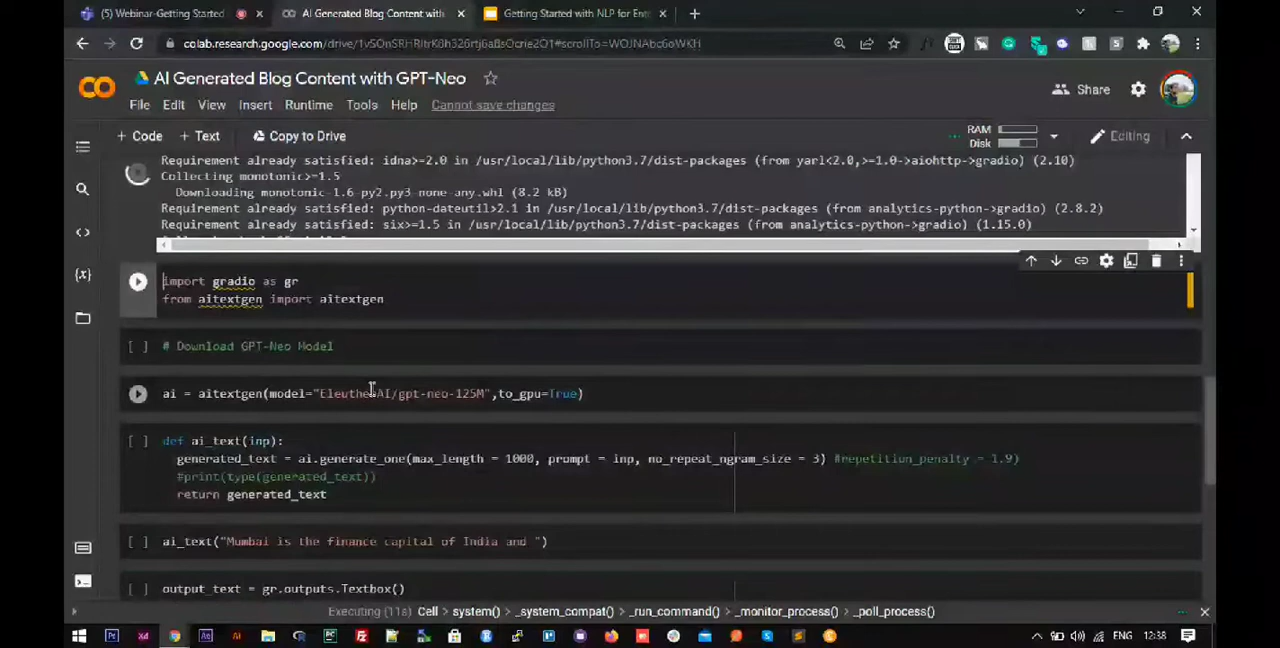 (5) Webinar-Getting Started
AI Generated Blog Content with
Getting Started with NLP for Ent
AI Generated Blog Content with GPT-Neo
File Edit View Insert Runtime Tools Help Cannot save changes
Share
+ Code + Text Copy to Drive
RAM
Disk
Editing
Requirement already satisfied: idna>=2.0 in /usr/local/lib/python3.7/dist-packages (from yarl<2.0,>=1.0->aiohttp->gradio) (2.10)
Collecting monotonic>=1.5
Downloading monotonic-1.6-py2.py3-none-any.whl (8.2 kB)
Requirement already satisfied: python-dateutil>2.1 in /usr/local/lib/python3.7/dist-packages (from analytics-python->gradio) (2.8.2)
Requirement already satisfied: six>=1.5 in /usr/local/lib/python3.7/dist-packages (from analytics-python->gradio) (1.15.0)
import gradio as gr
from aitextgen import aitextgen
[ ] # Download GPT-Neo Model
ai = aitextgen(model="EleutherAI/gpt-neo-125M",to_gpu=True)
[ ] def ai_text(inp):
generated_text = ai.generate_one(max_length = 1000, prompt = inp, no_repeat_ngram_size = 3) #repetition_penalty = 1.9)
#print(type(generated_text))
return generated_text
[ ] ai_text("Mumbai is the finance capital of India and ")
[ ] output_text = gr.outputs.Textbox()
Executing (11s) Cell > system() > _system_compat() > _run_command() > _monitor_process() > _poll_process()
ENG 12:38